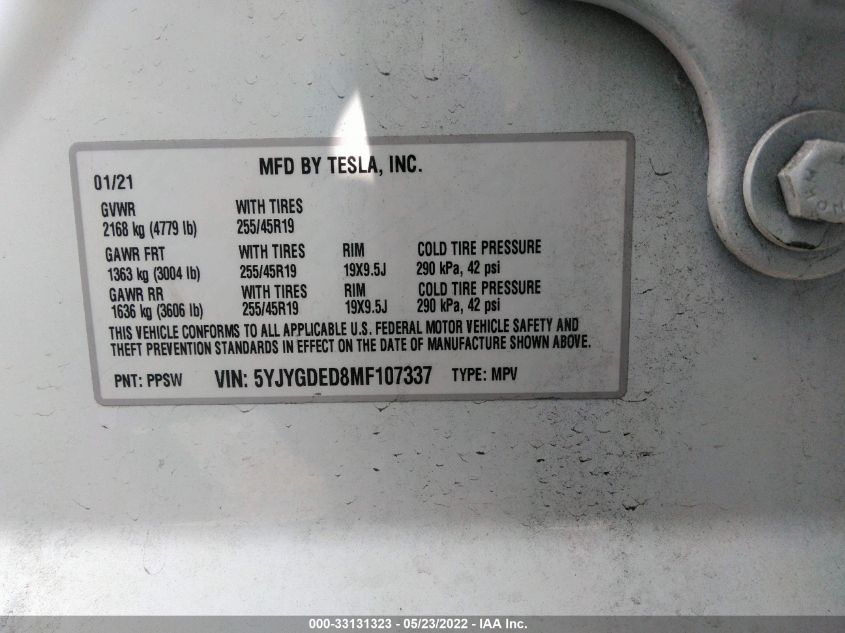 MFD BY TESLA, INC.
01/21
GVWR WITH TIRES
2168 kg (4779 lb) 255/45R19
GAWR FRT WITH TIRES RIM COLD TIRE PRESSURE
1363 kg (3004 lb) 255/45R19 19X9.5J 290 kPa, 42 psi
GAWR RR WITH TIRES RIM COLD TIRE PRESSURE
1636 kg (3606 lb) 255/45R19 19X9.5J 290 kPa, 42 psi
THIS VEHICLE CONFORMS TO ALL APPLICABLE U.S. FEDERAL MOTOR VEHICLE SAFETY AND
THEFT PREVENTION STANDARDS IN EFFECT ON THE DATE OF MANUFACTURE SHOWN ABOVE.
PNT: PPSW VIN: 5YJYGDED8MF107337 TYPE: MPV
000-33131323 - 05/23/2022 - IAA Inc.